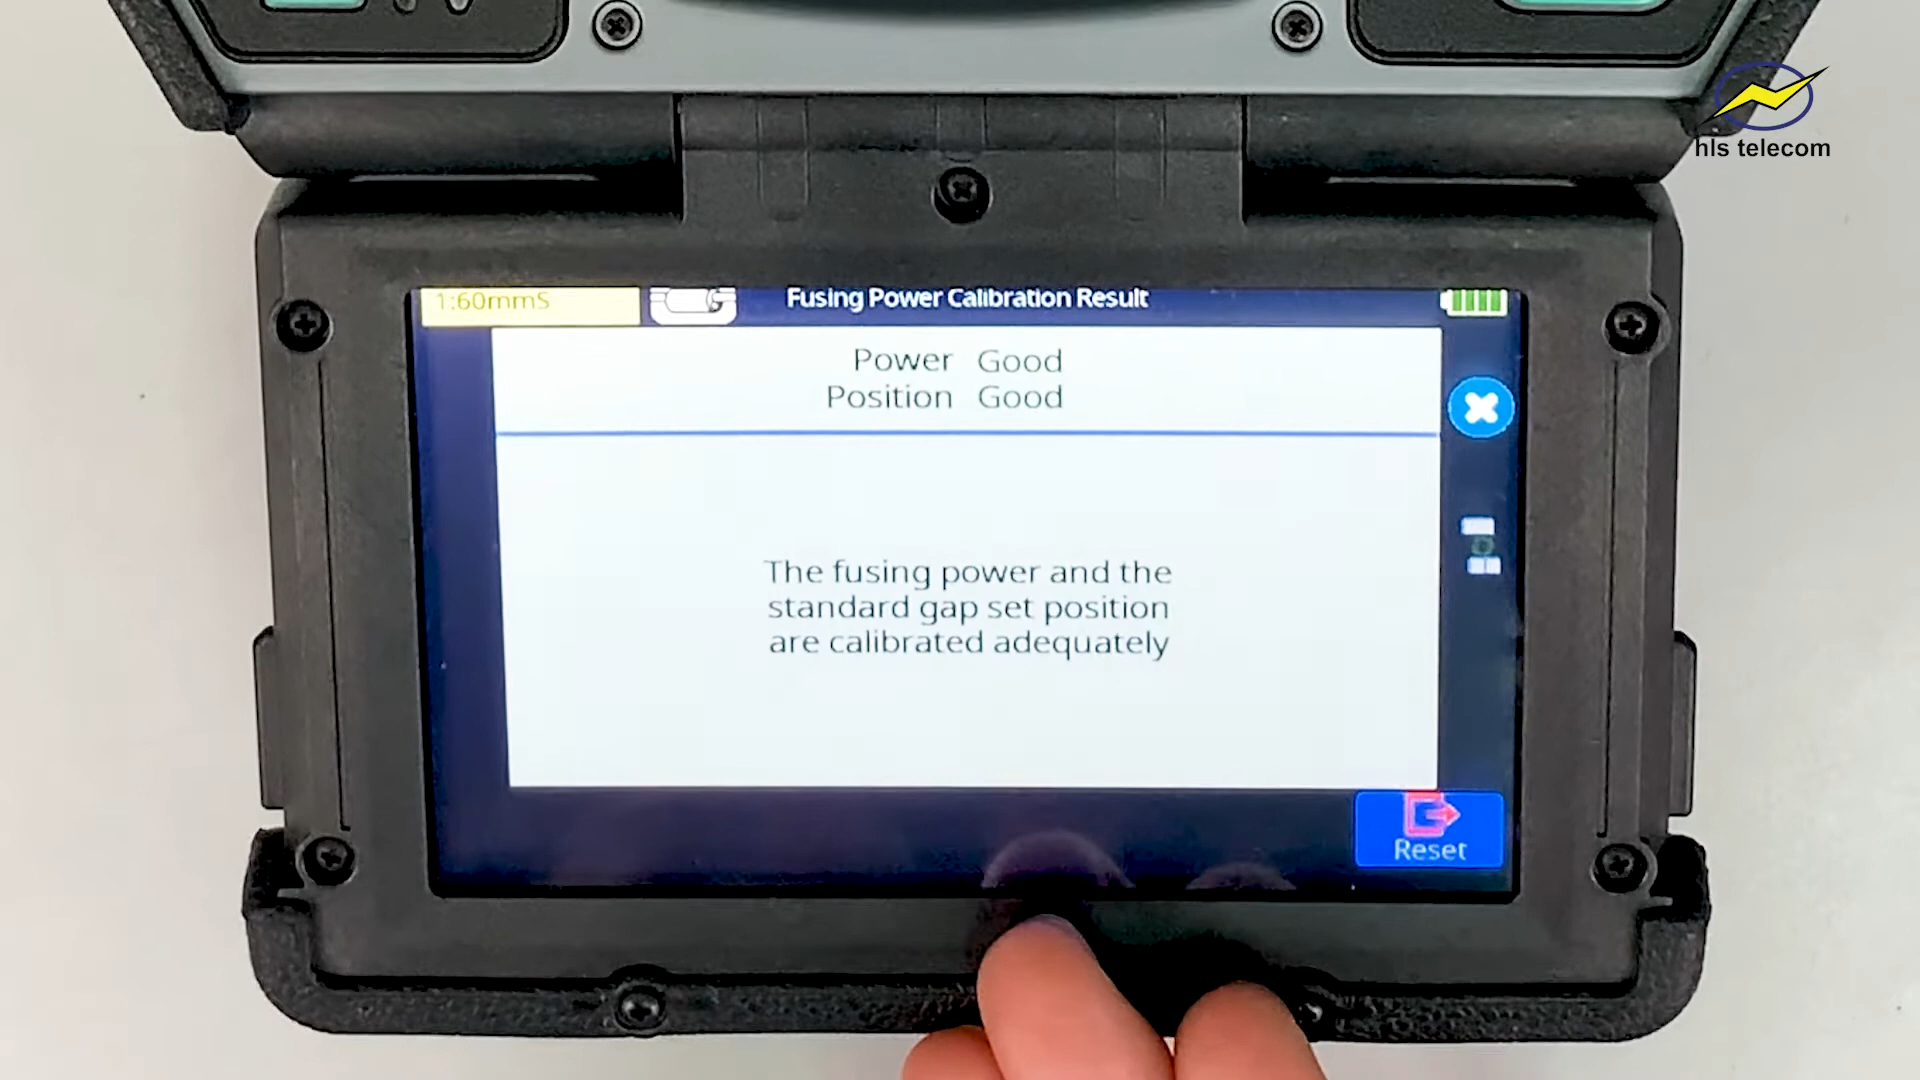 hls telecom
1:60mmS
Fusing Power Calibration Result
Power Good
Position Good
The fusing power and the
standard gap set position
are calibrated adequately
Reset